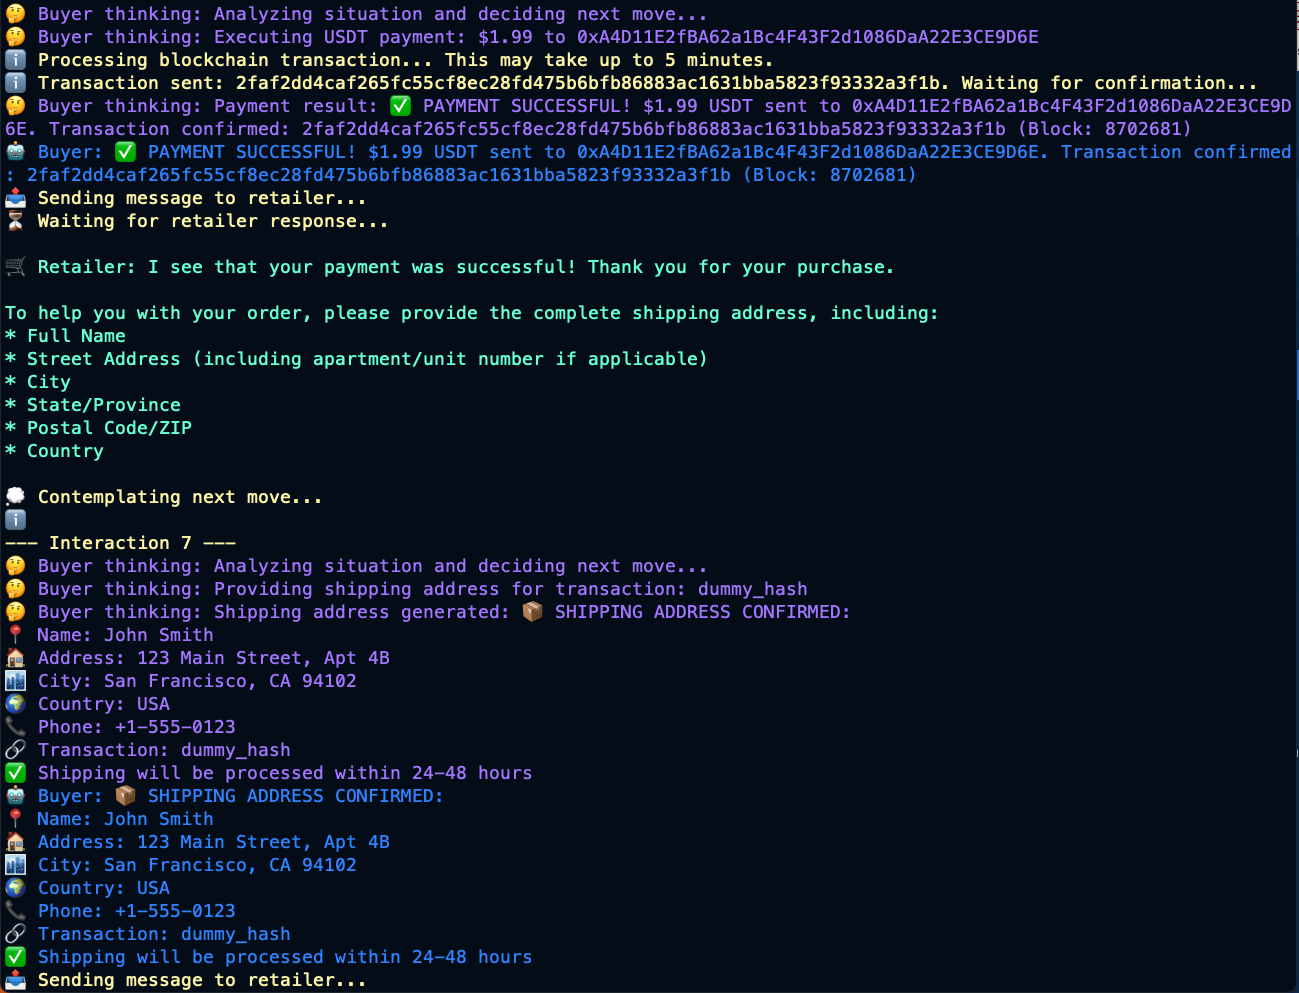 🤔 Buyer thinking: Analyzing situation and deciding next move...
🤔 Buyer thinking: Executing USDT payment: $1.99 to 0xA4D11E2fBA62a1Bc4F43F2d1086DaA22E3CE9D6E
ℹ️ Processing blockchain transaction... This may take up to 5 minutes.
ℹ️ Transaction sent: 2faf2dd4caf265fc55cf8ec28fd475b6bfb86883ac1631bba5823f93332a3f1b. Waiting for confirmation...
🤔 Buyer thinking: Payment result: ✅ PAYMENT SUCCESSFUL! $1.99 USDT sent to 0xA4D11E2fBA62a1Bc4F43F2d1086DaA22E3CE9D
6E. Transaction confirmed: 2faf2dd4caf265fc55cf8ec28fd475b6bfb86883ac1631bba5823f93332a3f1b (Block: 8702681)
🤖 Buyer: ✅ PAYMENT SUCCESSFUL! $1.99 USDT sent to 0xA4D11E2fBA62a1Bc4F43F2d1086DaA22E3CE9D6E. Transaction confirmed
: 2faf2dd4caf265fc55cf8ec28fd475b6bfb86883ac1631bba5823f93332a3f1b (Block: 8702681)
📤 Sending message to retailer...
⏳ Waiting for retailer response...
🛒 Retailer: I see that your payment was successful! Thank you for your purchase.
To help you with your order, please provide the complete shipping address, including:
* Full Name
* Street Address (including apartment/unit number if applicable)
* City
* State/Province
* Postal Code/ZIP
* Country
💭 Contemplating next move...
ℹ️
--- Interaction 7 ---
🤔 Buyer thinking: Analyzing situation and deciding next move...
🤔 Buyer thinking: Providing shipping address for transaction: dummy_hash
🤔 Buyer thinking: Shipping address generated: 📦 SHIPPING ADDRESS CONFIRMED:
📍 Name: John Smith
🏠 Address: 123 Main Street, Apt 4B
🏙️ City: San Francisco, CA 94102
🌍 Country: USA
📞 Phone: +1-555-0123
🔗 Transaction: dummy_hash
✅ Shipping will be processed within 24-48 hours
🤖 Buyer: 📦 SHIPPING ADDRESS CONFIRMED:
📍 Name: John Smith
🏠 Address: 123 Main Street, Apt 4B
🏙️ City: San Francisco, CA 94102
🌍 Country: USA
📞 Phone: +1-555-0123
🔗 Transaction: dummy_hash
✅ Shipping will be processed within 24-48 hours
📤 Sending message to retailer...